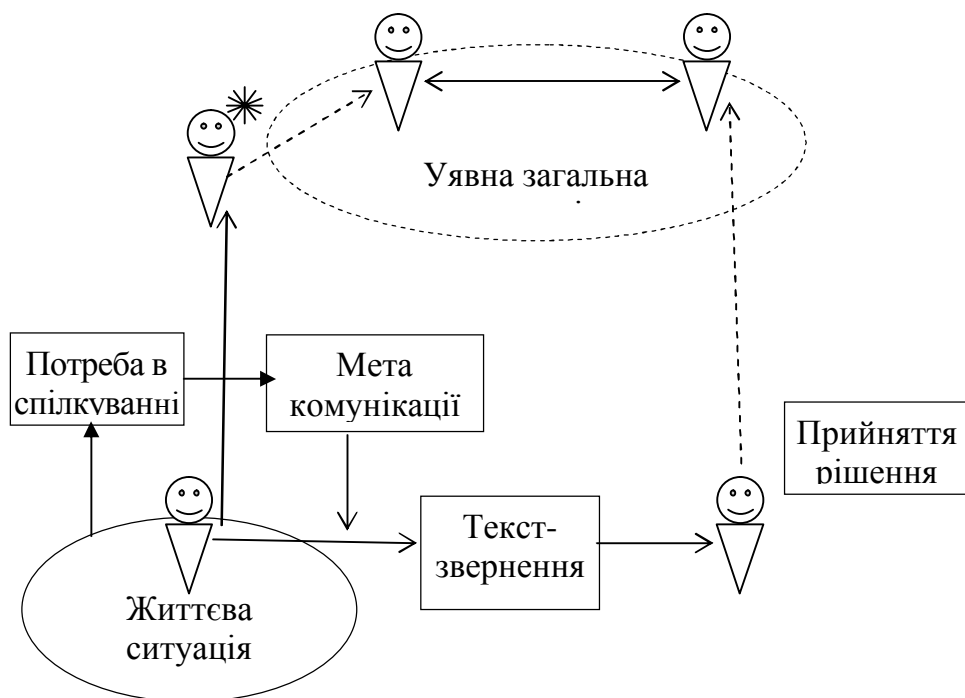 Уявна загальна
Потреба в
спілкуванні
Мета
комунікації
Прийняття
рішення
Текст-
звернення
Життєва
ситуація